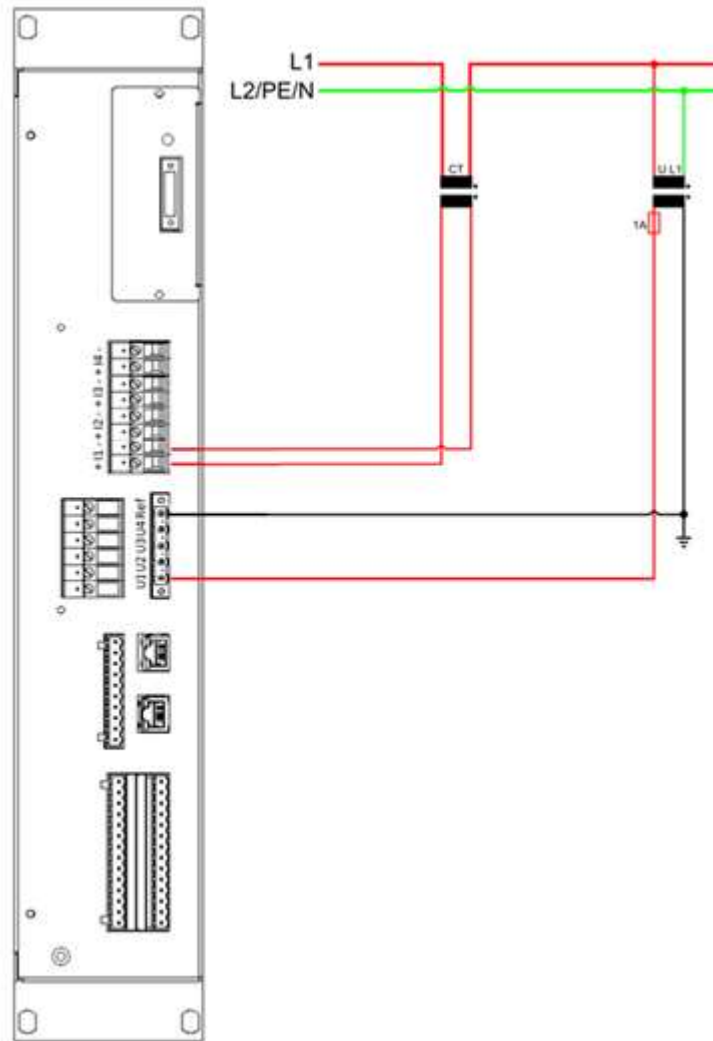 L1
L2/PE/N
CT
U L1
1A
+ I1 - + I2 - + I3 - + I4 -
U1 U2 U3 U4 Ref